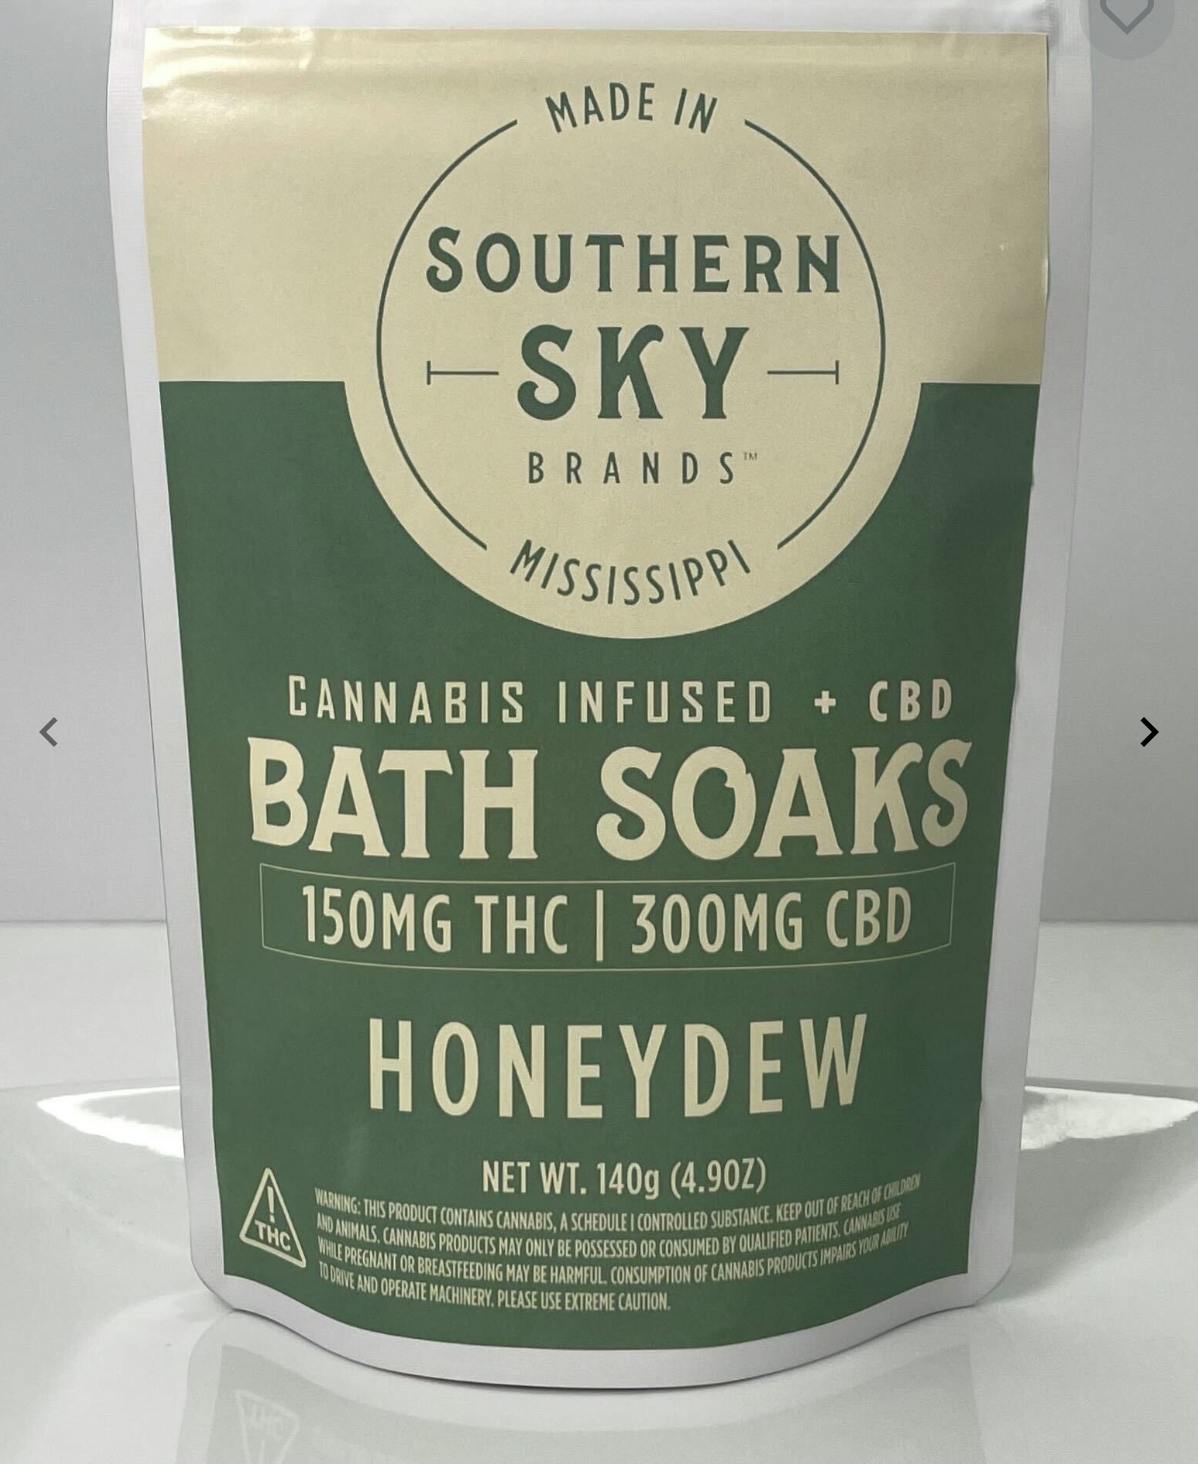 MADE IN
SOUTHERN
SKY
BRANDS™
MISSISSIPPI
CANNABIS INFUSED + CBD
BATH SOAKS
150MG THC | 300MG CBD
HONEYDEW
NET WT. 140g (4.9OZ)
WARNING: THIS PRODUCT CONTAINS CANNABIS, A SCHEDULE I CONTROLLED SUBSTANCE. KEEP OUT OF REACH OF CHILDREN
AND ANIMALS. CANNABIS PRODUCTS MAY ONLY BE POSSESSED OR CONSUMED BY QUALIFIED PATIENTS. CANNABIS USE
WHILE PREGNANT OR BREASTFEEDING MAY BE HARMFUL. CONSUMPTION OF CANNABIS PRODUCTS IMPAIRS YOUR ABILITY
TO DRIVE AND OPERATE MACHINERY. PLEASE USE EXTREME CAUTION.
!
THC